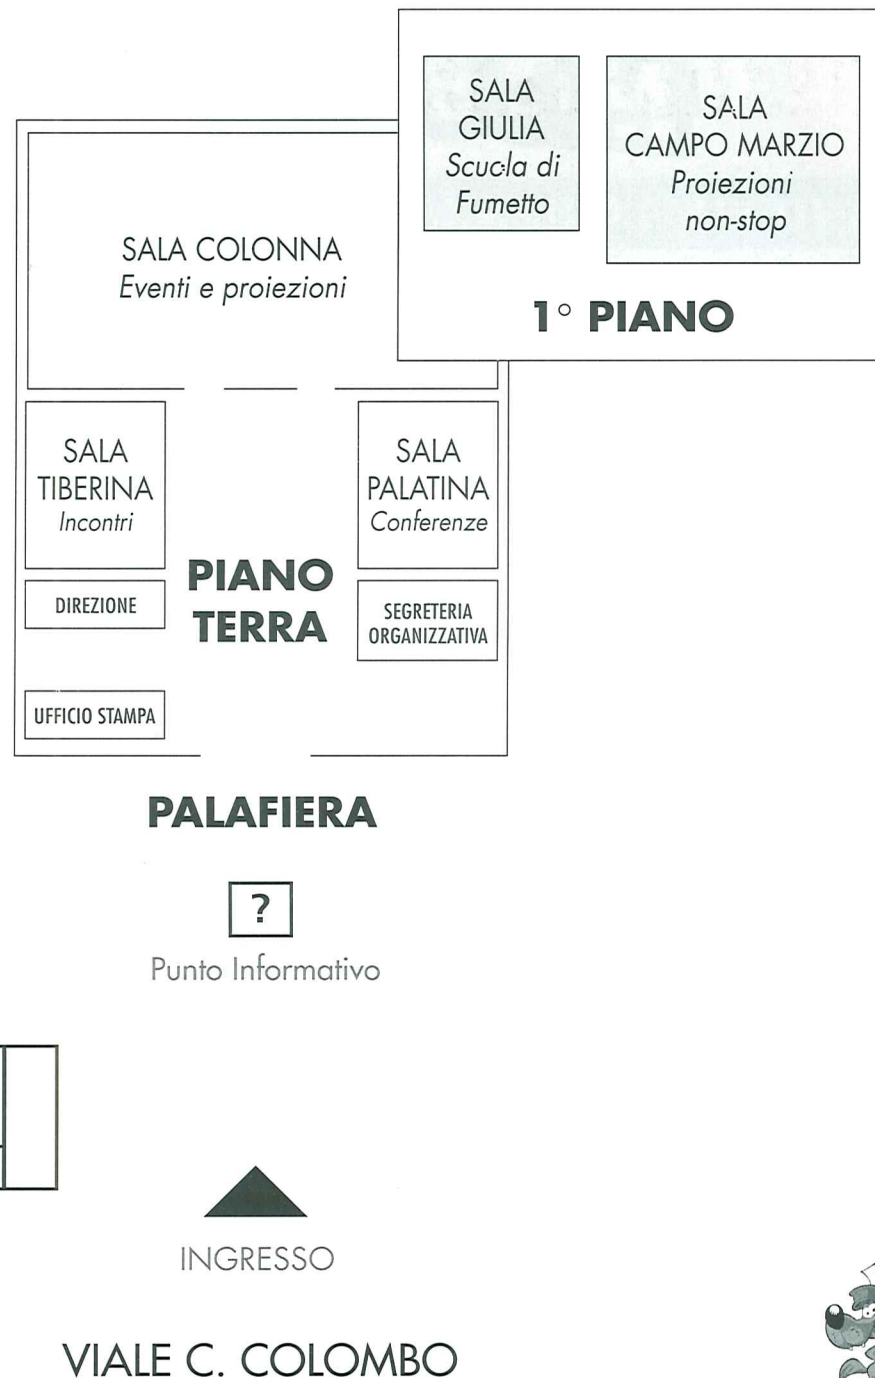 SALA
GIULIA
Scuola di
Fumetto
SALA
CAMPO MARZIO
Proiezioni
non-stop
1° PIANO
SALA COLONNA
Eventi e proiezioni
SALA
TIBERINA
Incontri
SALA
PALATINA
Conferenze
PIANO
TERRA
DIREZIONE
SEGRETERIA
ORGANIZZATIVA
UFFICIO STAMPA
PALAFIERA
?
Punto Informativo
INGRESSO
VIALE C. COLOMBO